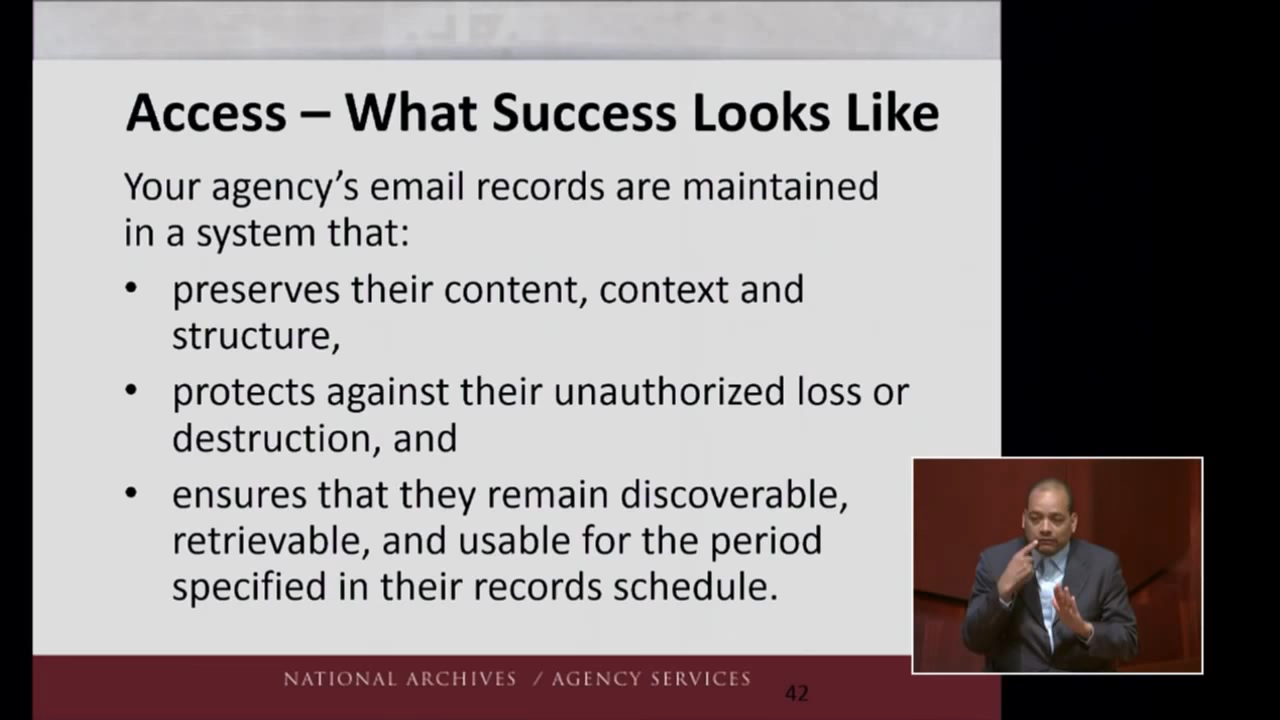 Access – What Success Looks Like
Your agency’s email records are maintained
in a system that:
• preserves their content, context and
structure,
• protects against their unauthorized loss or
destruction, and
• ensures that they remain discoverable,
retrievable, and usable for the period
specified in their records schedule.
NATIONAL ARCHIVES / AGENCY SERVICES
42